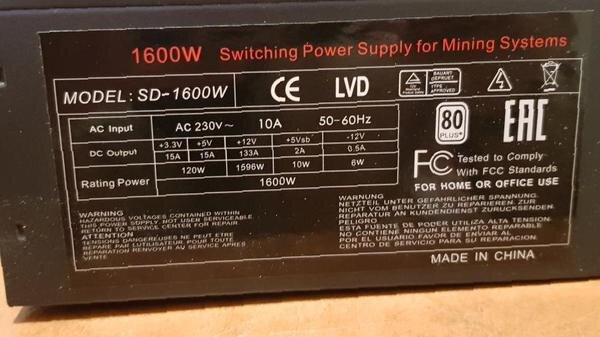 1600W Switching Power Supply for Mining Systems
MODEL: SD-1600W
CE LVD
BAUART GEPRUFT
TYPE APPROVED
AC Input AC 230V~ 10A 50-60Hz
DC Output +3.3V +5V +12V +5Vsb -12V
15A 15A 133A 2A 0.5A
Rating Power 120W 1596W 10W 6W
1600W
80
PLUS
EAC
FC Tested to Comply
With FCC Standards
FOR HOME OR OFFICE USE
WARNING
HAZARDOUS VOLTAGES CONTAINED WITHIN
THIS POWER SUPPLY, NOT USER SERVICEABLE.
RETURN TO SERVICE CENTER FOR REPAIR
ATTENTION
TENSIONS DANGERELUSES NE PEUT ETRE
REPARE PAR L'UTILISATEUR. DISPOSITIF A
REPARATION RENVOYER AU SERVICE APRES
VENTE.
WARNUNG
NETZTEIL UNTER GEFAHRLICHER SPANNUNG.
NICHT VOM BENUTZER ZU REPARIEREN. ZUR
REPARATUR AN KUNDENDIENST ZURUCKSENDEN.
PELIGRO
ESTA FUENTE DE PODER UTILIZA ALTA TENSION.
NO CONTIENE NINGUN ELEMENTO REPARABLE
POR EL USUARIO FAVOR DE ENVIAR AL
CENTRO DE SERVICIO PARA SU REPARACION.
MADE IN CHINA